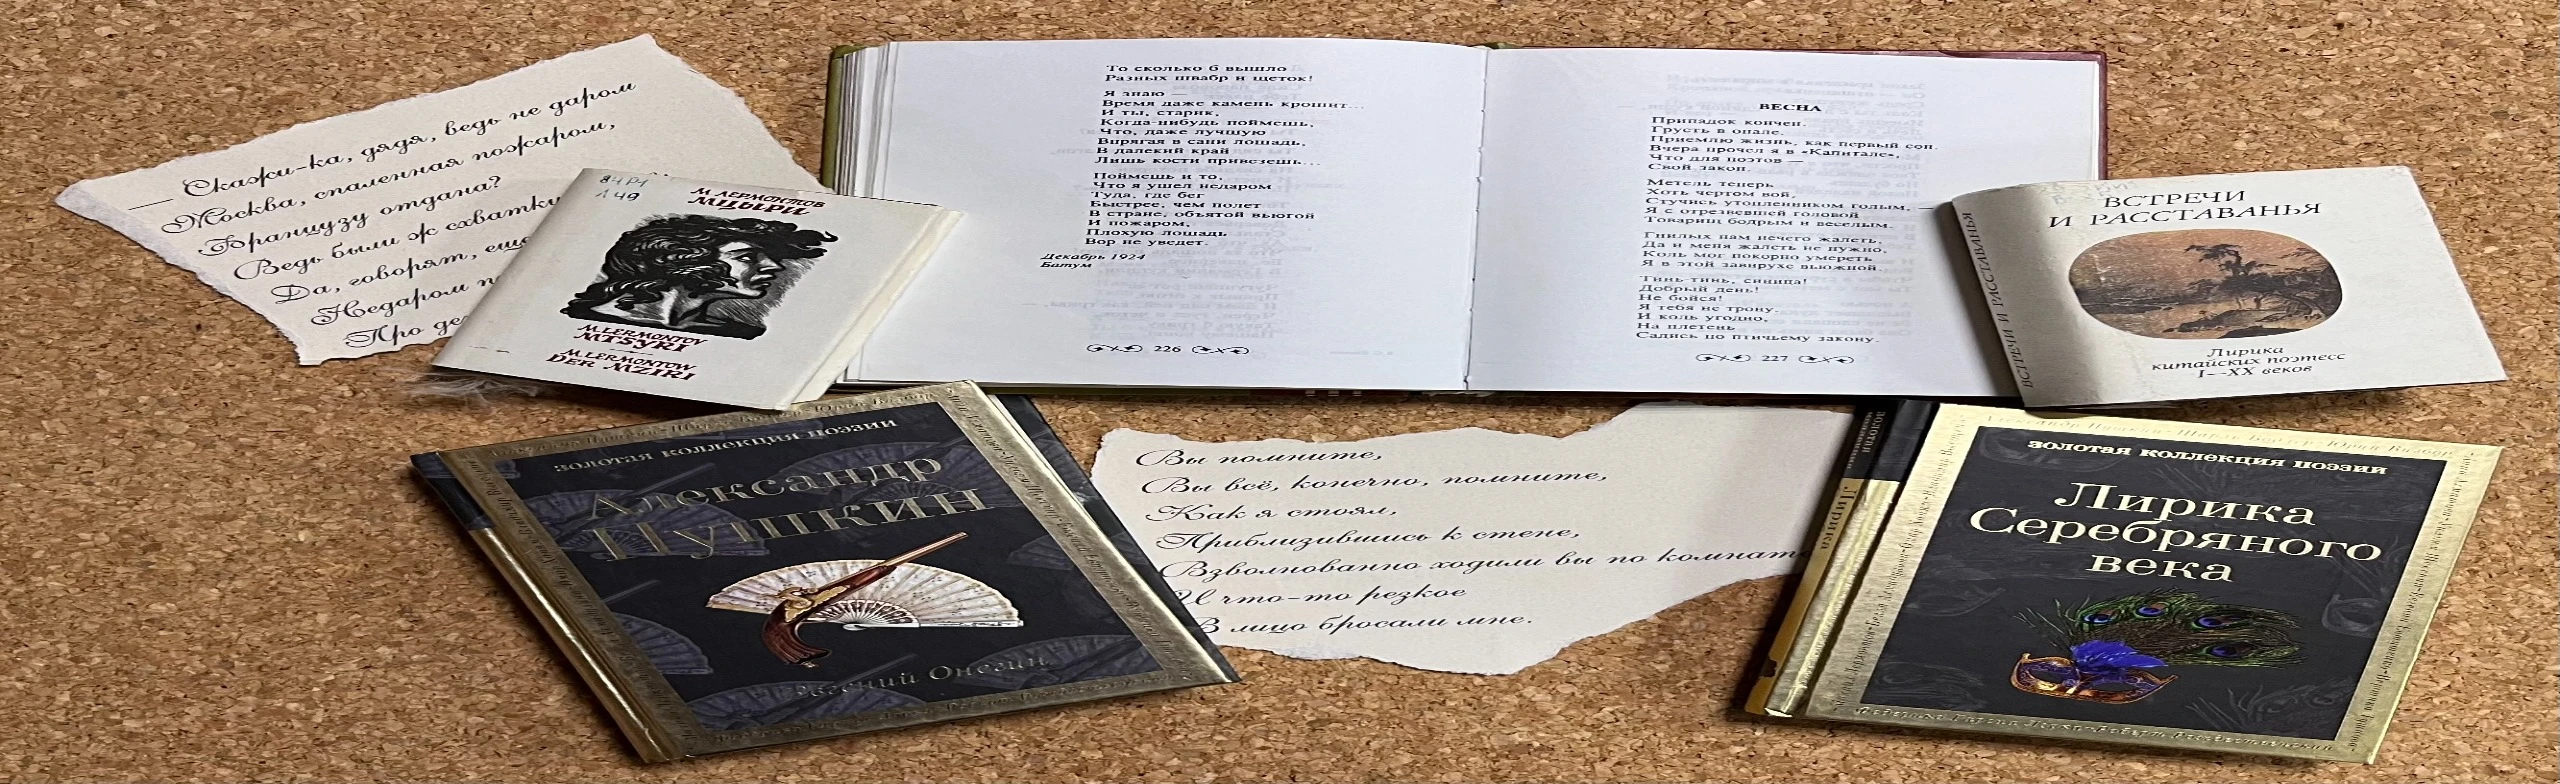 — Скажи-ка, дядя, ведь не даром
Москва, спаленная пожаром,
Французу отдана?
Ведь были ж схватки
Да, говорят, ещё
Недаром
Про
84Р1
Л 49
М. ЛЕРМОНТОВ
МЦЫРИ
M. LERMONTOV
MTSYRI
M. LERMONTOW
DER MZIRI
То сколько б вышло
Разных швабр и щеток!
Я знаю —
Время даже камень крошит...
И ты, старик,
Когда-нибудь поймешь,
Что, даже лучшую
Впрягая в сани лошадь,
В далекий край
Лишь кости привезешь...
Поймешь и то,
Что я ушел недаром
Туда, где бег
Быстрее, чем полет
В стране, объятой вьюгой
И пожаром,
Плохую лошадь
Вор не уведет.
Декабрь 1924
Батум
226
ВЕСНА
Припадок кончен.
Грусть в опале.
Приемлю жизнь, как первый сон.
Вчера прочел я в «Капитале»,
Что для поэтов —
Свой закон.
Метель теперь
Хоть чертом вой,
Стучись утопленником голым, —
Я с отрезвевшей головой
Товарищ бодрым и веселым.
Гнилых нам нечего жалеть,
Да и меня жалеть не нужно,
Коль мог покорно умереть
Я в этой завирухе вьюжной.
Тинь-тинь, синица!
Добрый день!
Не бойся!
Я тебя не трону.
И коль угодно,
На плетень
Садись по птичьему закону.
227
ВСТРЕЧИ И РАССТАВАНЬЯ
ВСТРЕЧИ
И РАССТАВАНЬЯ
Лирика
китайских поэтесс
I—XX веков
золотая коллекция поэзии
Александр
Пушкин
Евгений Онегин
Вы помните,
Вы всё, конечно, помните,
Как я стоял,
Приблизившись к стене,
Взволнованно ходили вы по комнате
И что-то резкое
В лицо бросали мне.
Лирика
золотая коллекция поэзии
Лирика
Серебряного
века